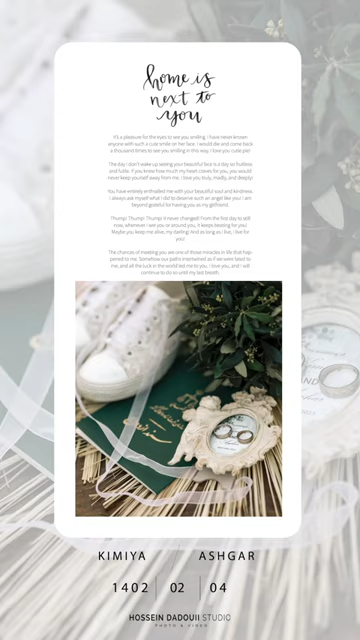 home is
next to
you
It's a pleasure for the eyes to see you smiling. I have never known
anyone with such a cute smile on her face. I would die and come back
a thousand times to see you smiling in this way. I love you cutie pie!
The day I don't wake up seeing your beautiful face is a day so fruitless
and futile. If you knew how much my heart craves for you, you would
never keep yourself away from me. I love you truly, madly, and deeply!
You have entirely enthralled me with your beautiful soul and kindness.
I always ask myself what I did to deserve such an angel like you! I am
beyond grateful for having you as my girlfriend.
Thump! Thump! Thump! It never changed! From the first day to still
now, whenever I see you or around you, it keeps beating for you!
Maybe you keep me alive, my darling! And as long as I live, I live for
you!
The chances of meeting you are one of those miracles in life that hap-
pened to me. Somehow our paths intertwined as if we were fated to
me, and all the luck in the world led me to you. I love you, and I will
continue to do so until my last breath.
KIMIYA ASHGAR
1402 02 04
HOSSEIN DADOUII STUDIO
PHOTO & VIDEO